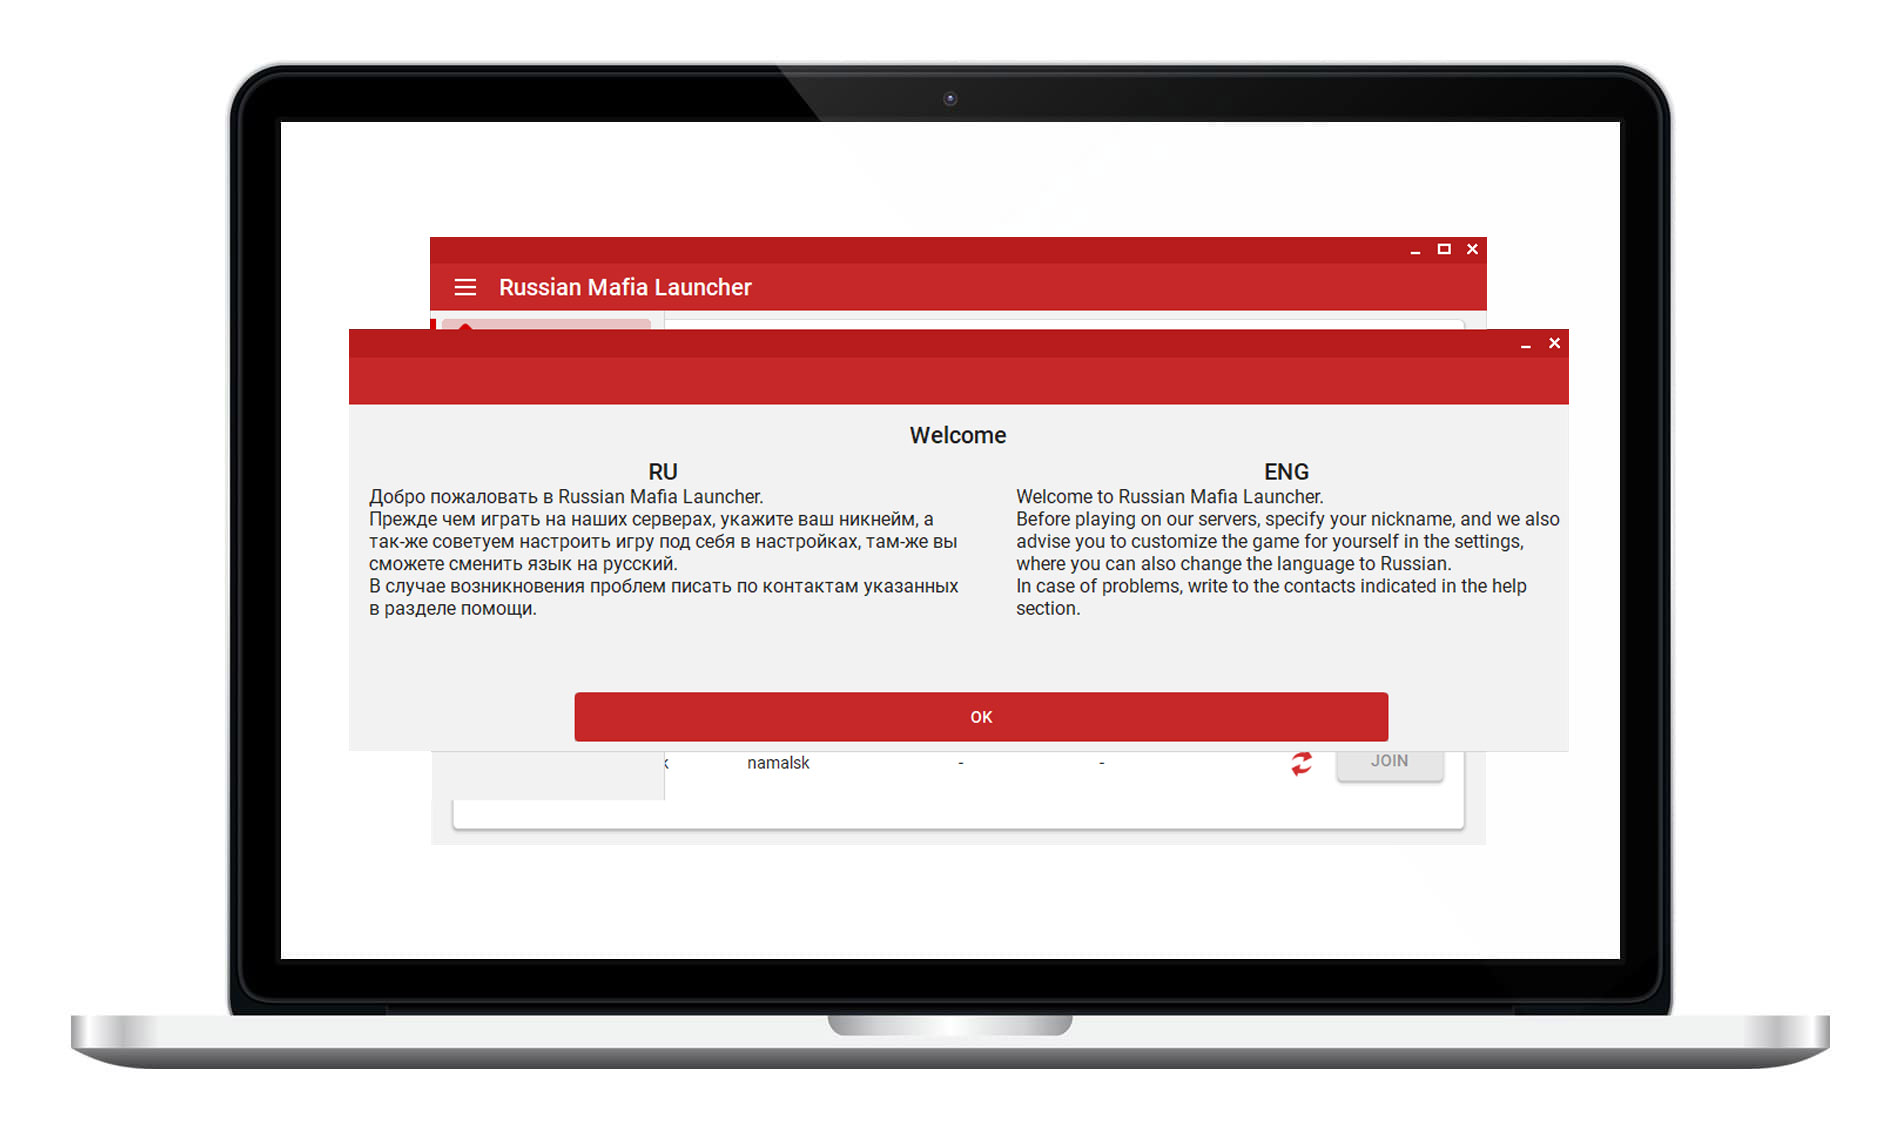 Russian Mafia Launcher
Welcome
RU
Добро пожаловать в Russian Mafia Launcher.
Прежде чем играть на наших серверах, укажите ваш никнейм, а
так-же советуем настроить игру под себя в настройках, там-же вы
сможете сменить язык на русский.
В случае возникновения проблем писать по контактам указанных
в разделе помощи.
ENG
Welcome to Russian Mafia Launcher.
Before playing on our servers, specify your nickname, and we also
advise you to customize the game for yourself in the settings,
where you can also change the language to Russian.
In case of problems, write to the contacts indicated in the help
section.
OK
namalsk - - JOIN